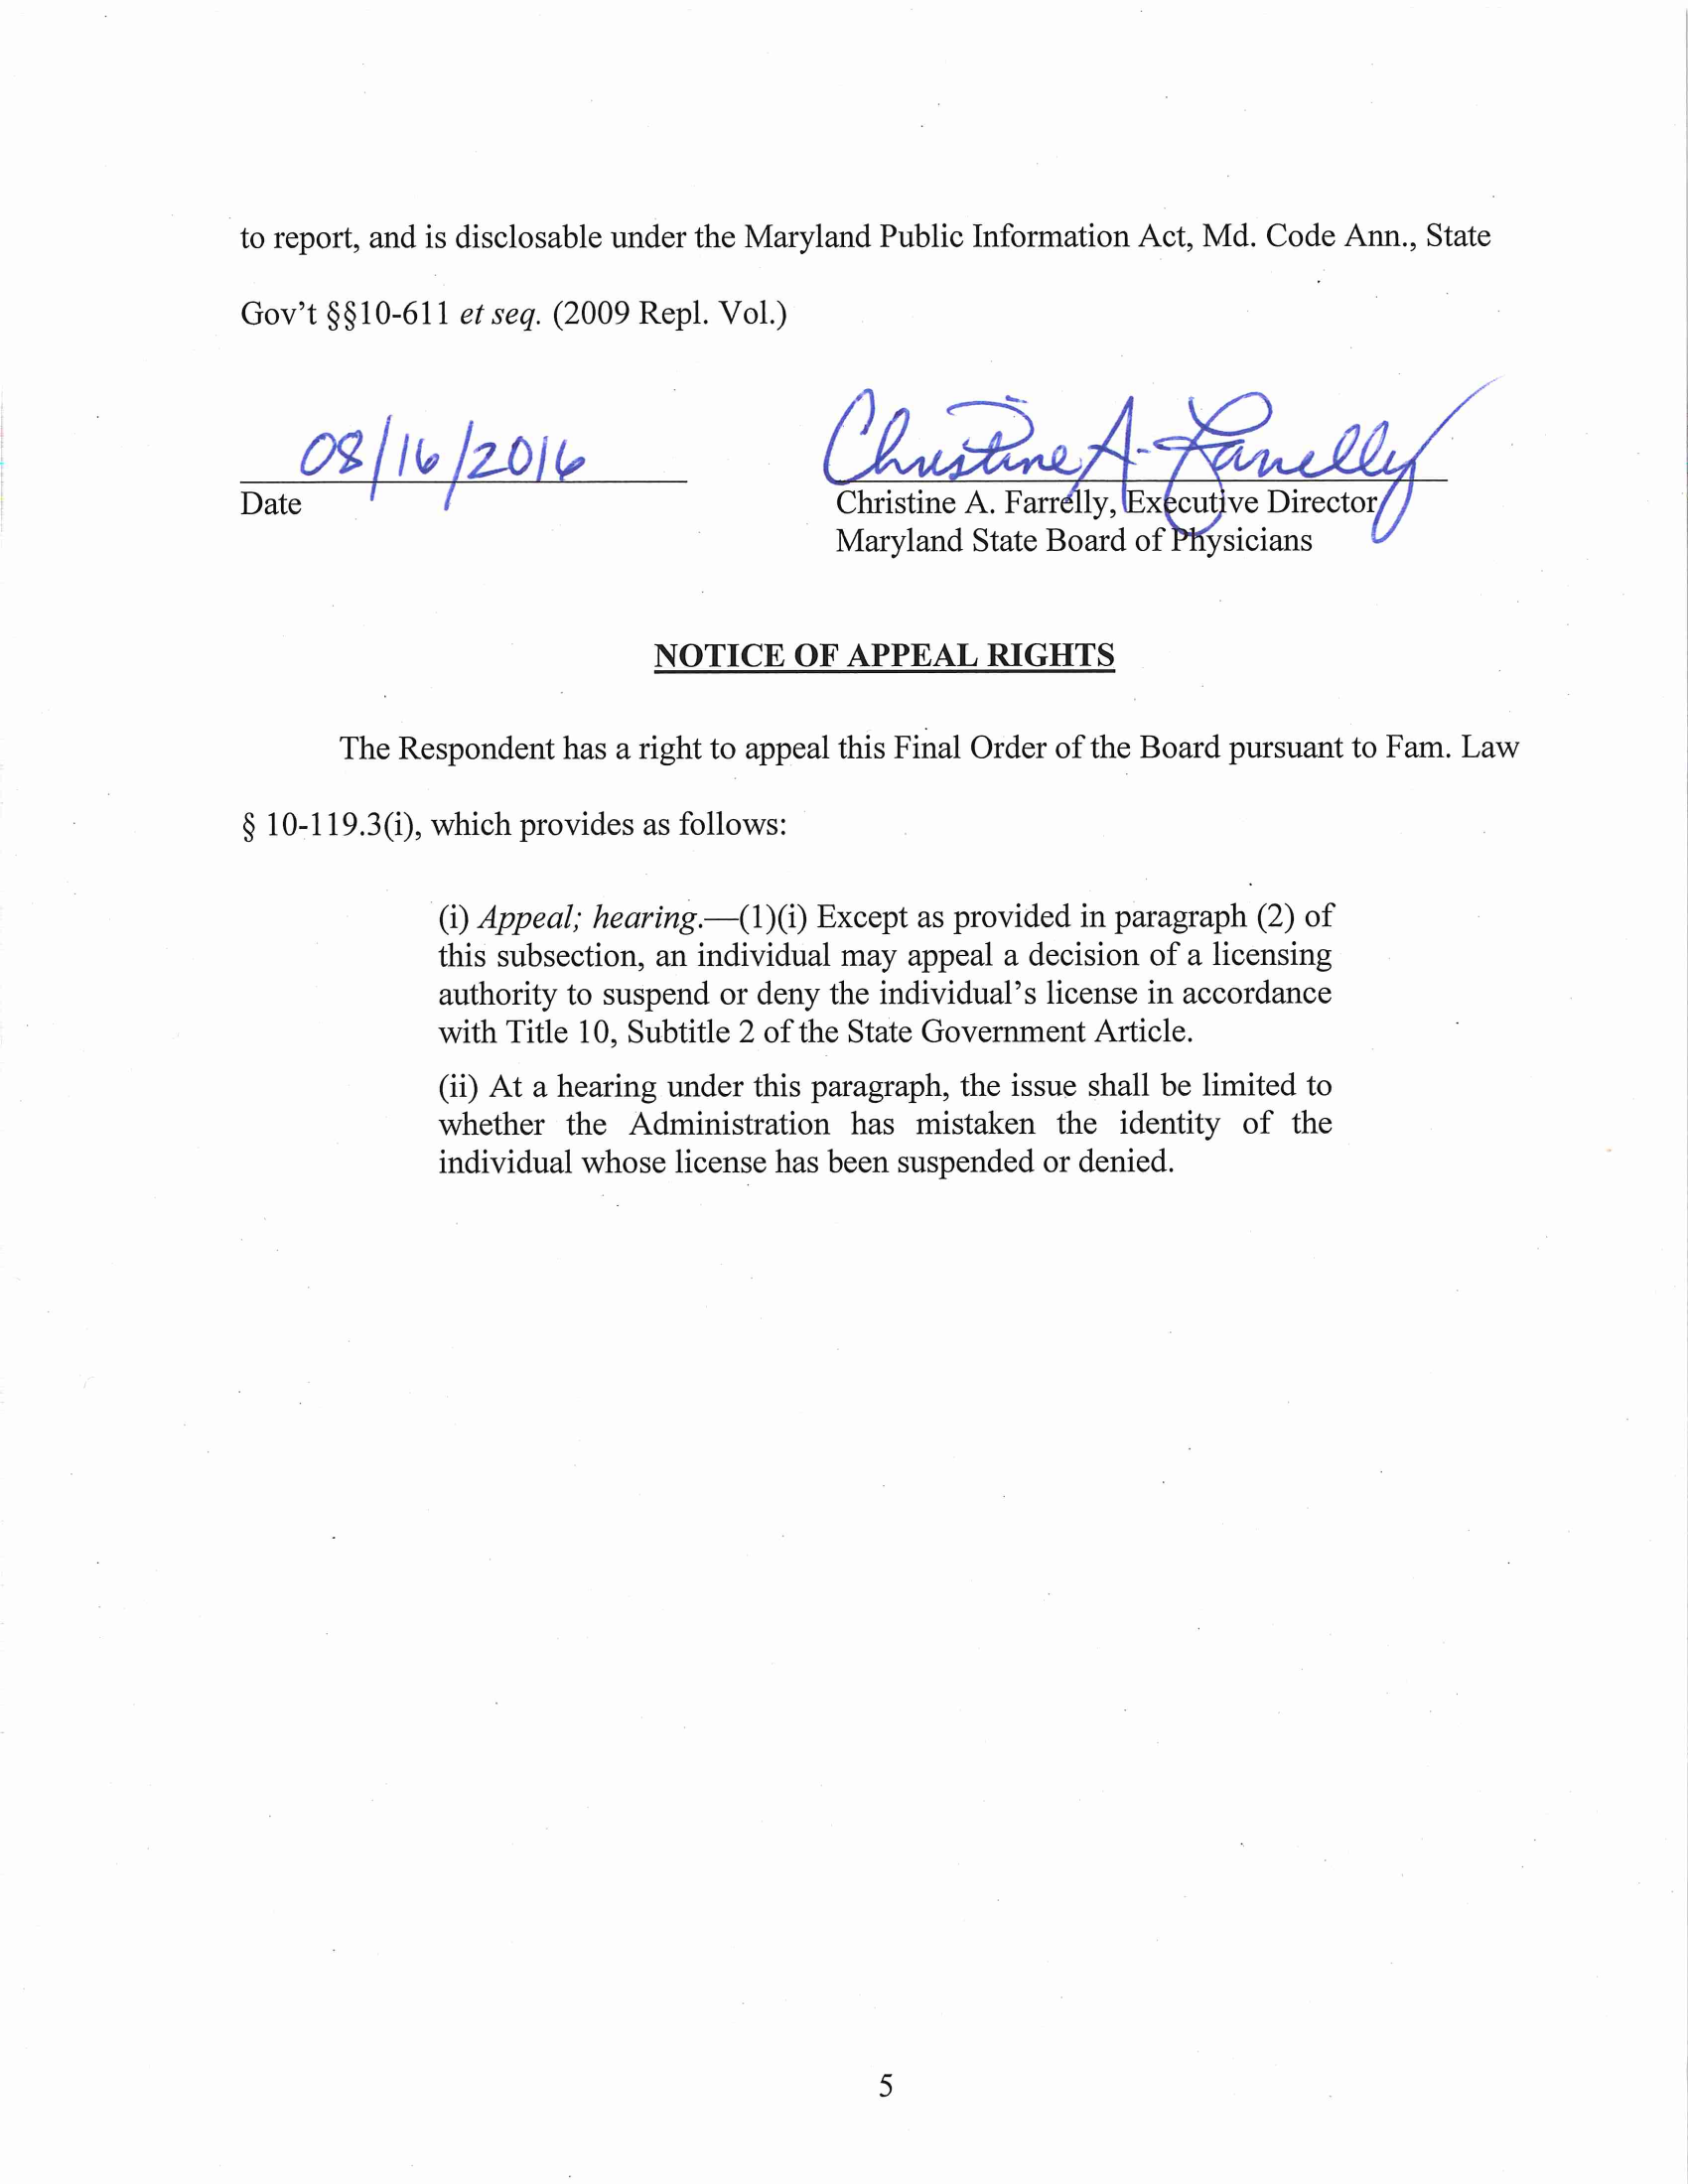 to report, and is disclosable under the Maryland Public Information Act, Md. Code Ann., State
Gov't §§10-611 et seq. (2009 Repl. Vol.)
08/16/2016
Christine A. Farrelly
Date
Christine A. Farrelly, Executive Director
Maryland State Board of Physicians
NOTICE OF APPEAL RIGHTS
The Respondent has a right to appeal this Final Order of the Board pursuant to Fam. Law
§ 10-119.3(i), which provides as follows:
(i) Appeal; hearing.—(1)(i) Except as provided in paragraph (2) of
this subsection, an individual may appeal a decision of a licensing
authority to suspend or deny the individual's license in accordance
with Title 10, Subtitle 2 of the State Government Article.
(ii) At a hearing under this paragraph, the issue shall be limited to
whether the Administration has mistaken the identity of the
individual whose license has been suspended or denied.
5